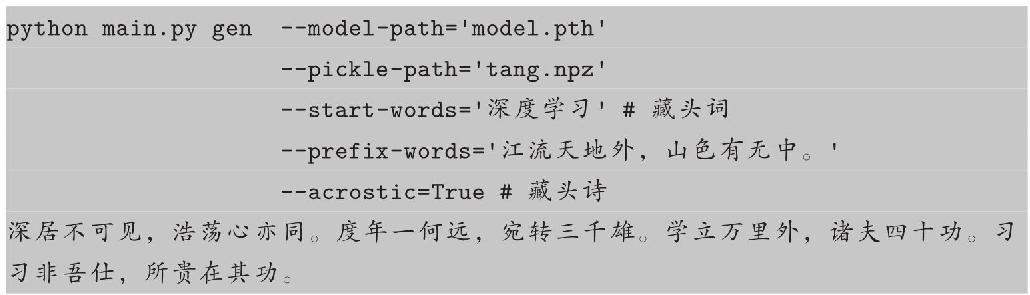 python main.py gen  --model-path='model.pth'
                    --pickle-path='tang.npz'
                    --start-words='深度学习' # 藏头词
                    --prefix-words='江流天地外，山色有无中。'
                    --acrostic=True # 藏头诗
深居不可见，浩荡心亦同。度年一何远，宛转三千雄。学立万里外，诸夫四十功。习
习非吾仕，所贵在其功。